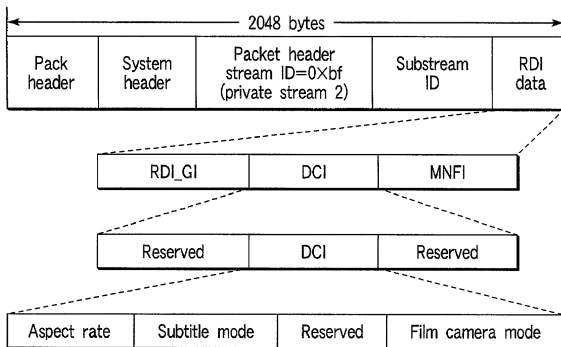 2048 bytes
Pack
header
System
header
Packet header
stream ID=0×bf
(private stream 2)
Substream
ID
RDI
data
RDI_GI
DCI
MNFI
Reserved
DCI
Reserved
Aspect rate
Subtitle mode
Reserved
Film camera mode